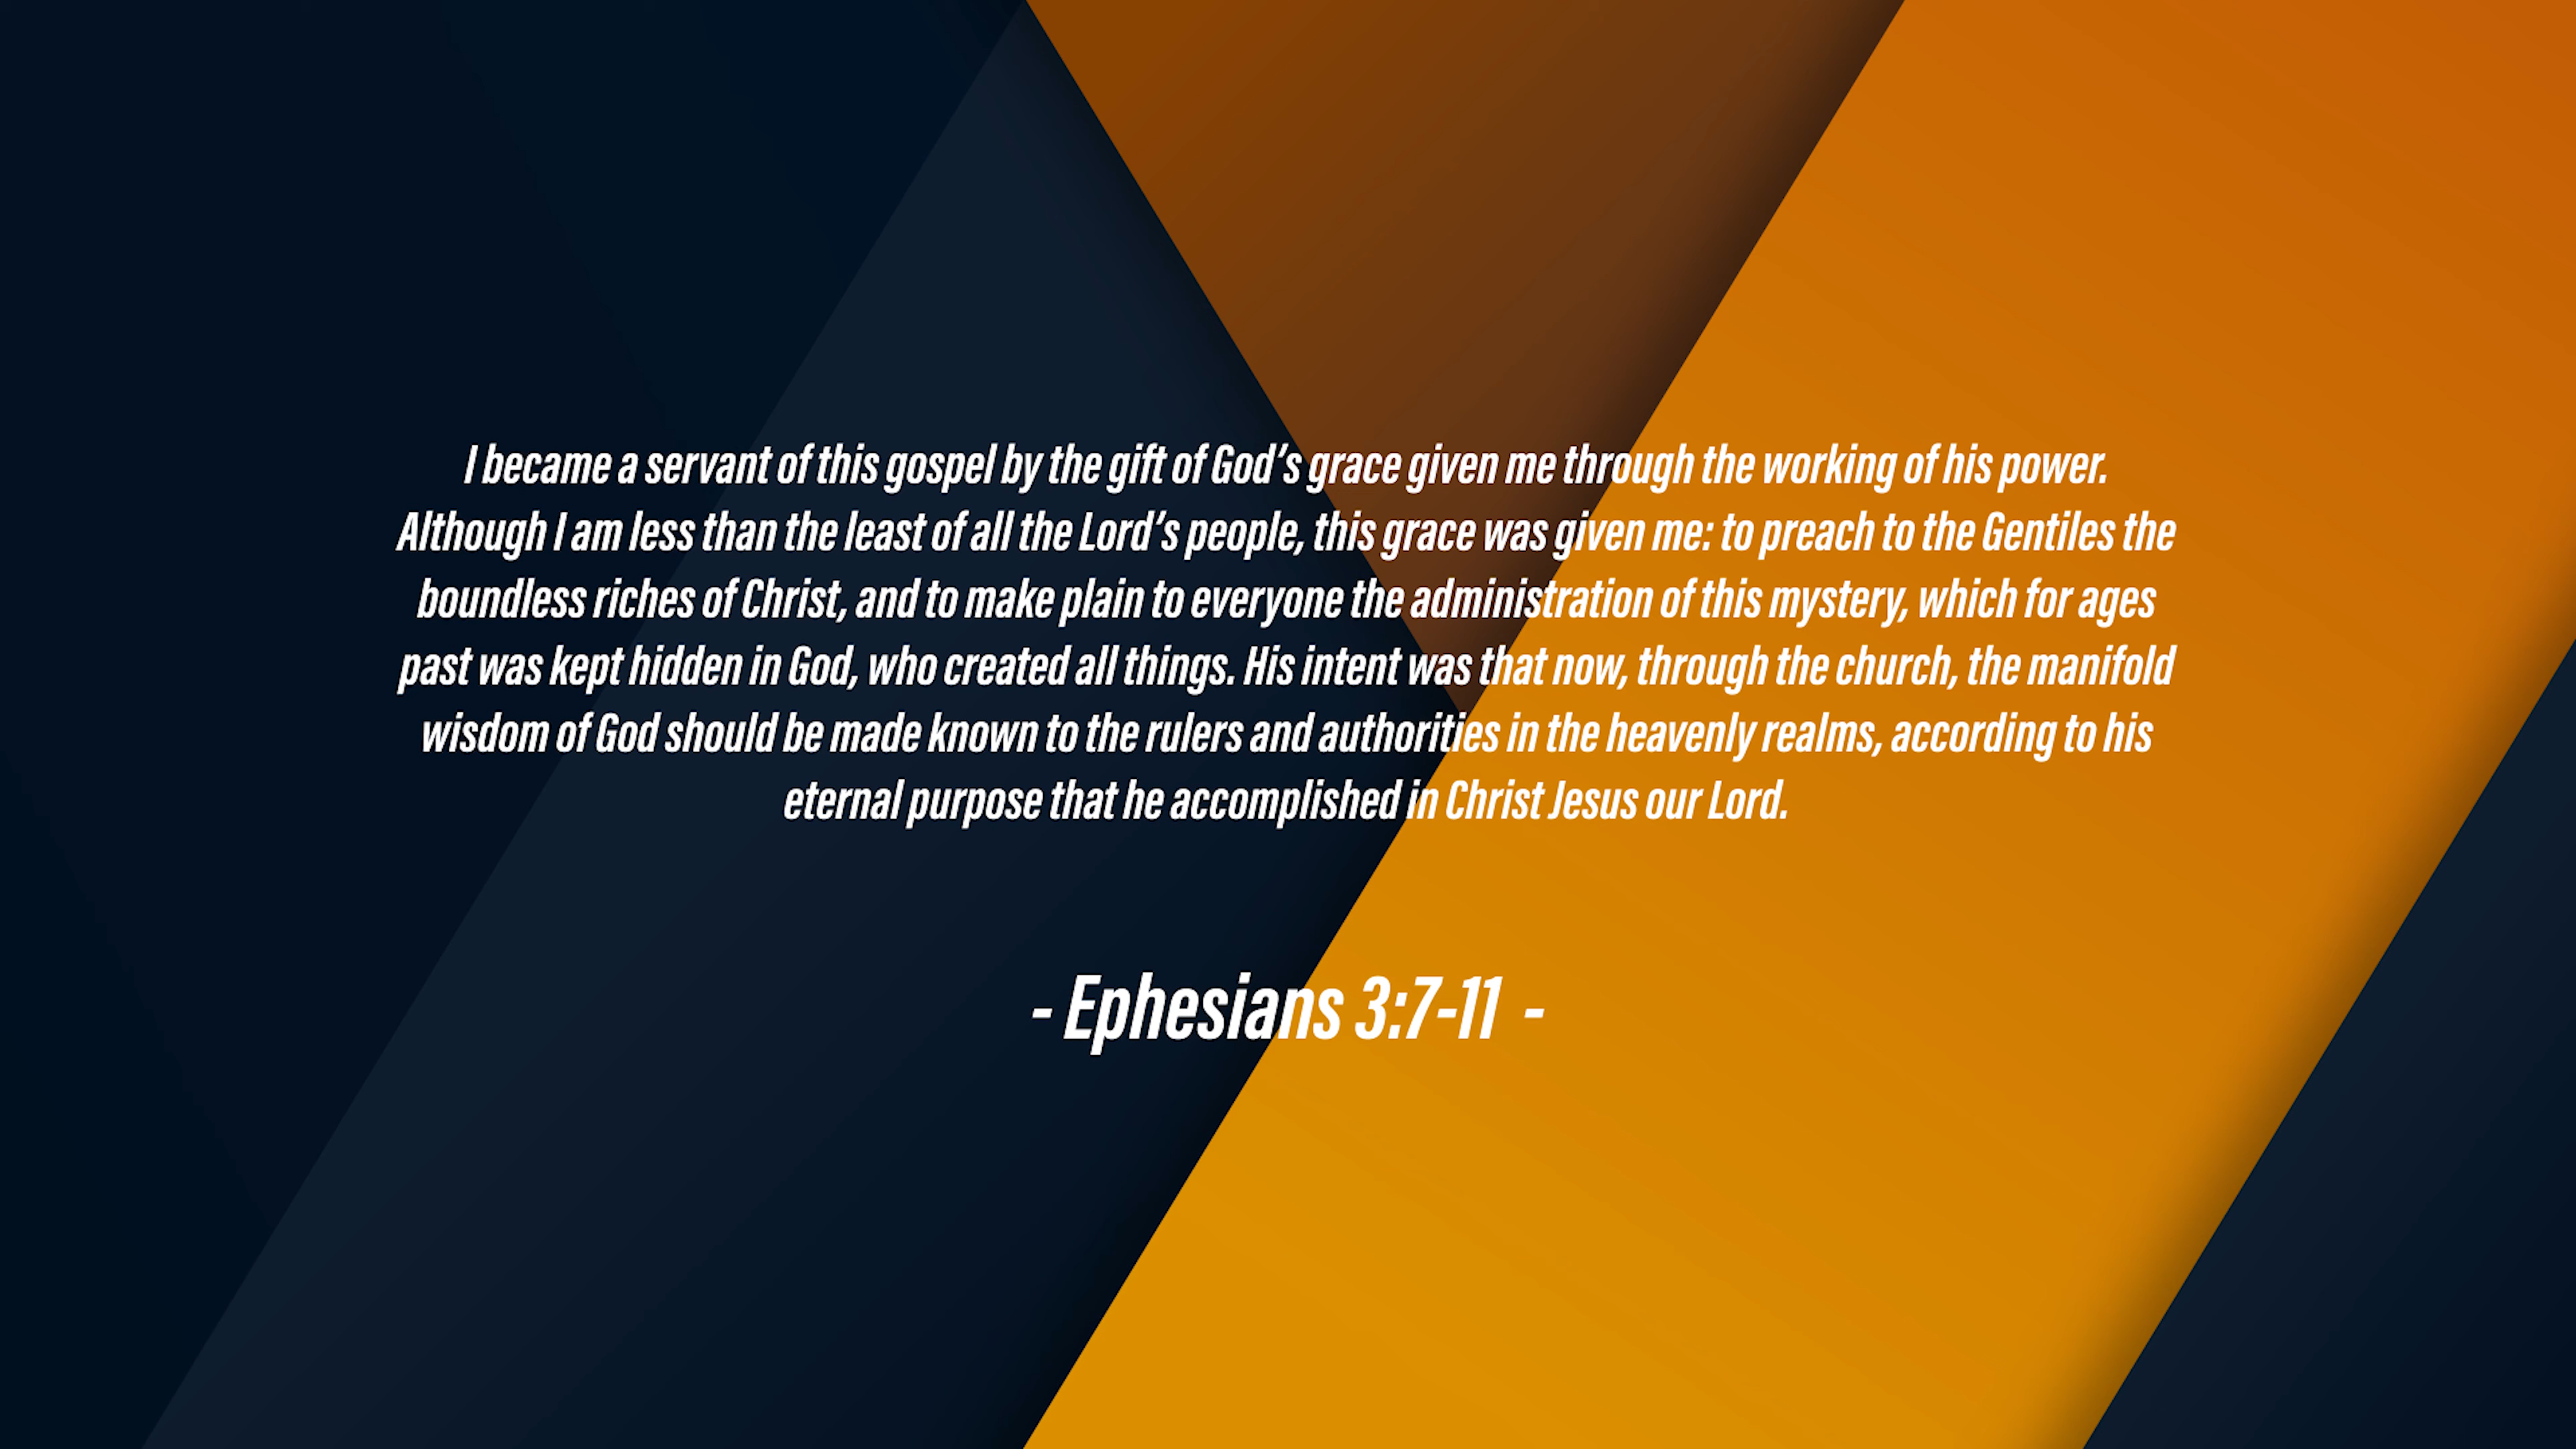 I became a servant of this gospel by the gift of God’s grace given me through the working of his power.
Although I am less than the least of all the Lord’s people, this grace was given me: to preach to the Gentiles the
boundless riches of Christ, and to make plain to everyone the administration of this mystery, which for ages
past was kept hidden in God, who created all things. His intent was that now, through the church, the manifold
wisdom of God should be made known to the rulers and authorities in the heavenly realms, according to his
eternal purpose that he accomplished in Christ Jesus our Lord.
- Ephesians 3:7-11 -